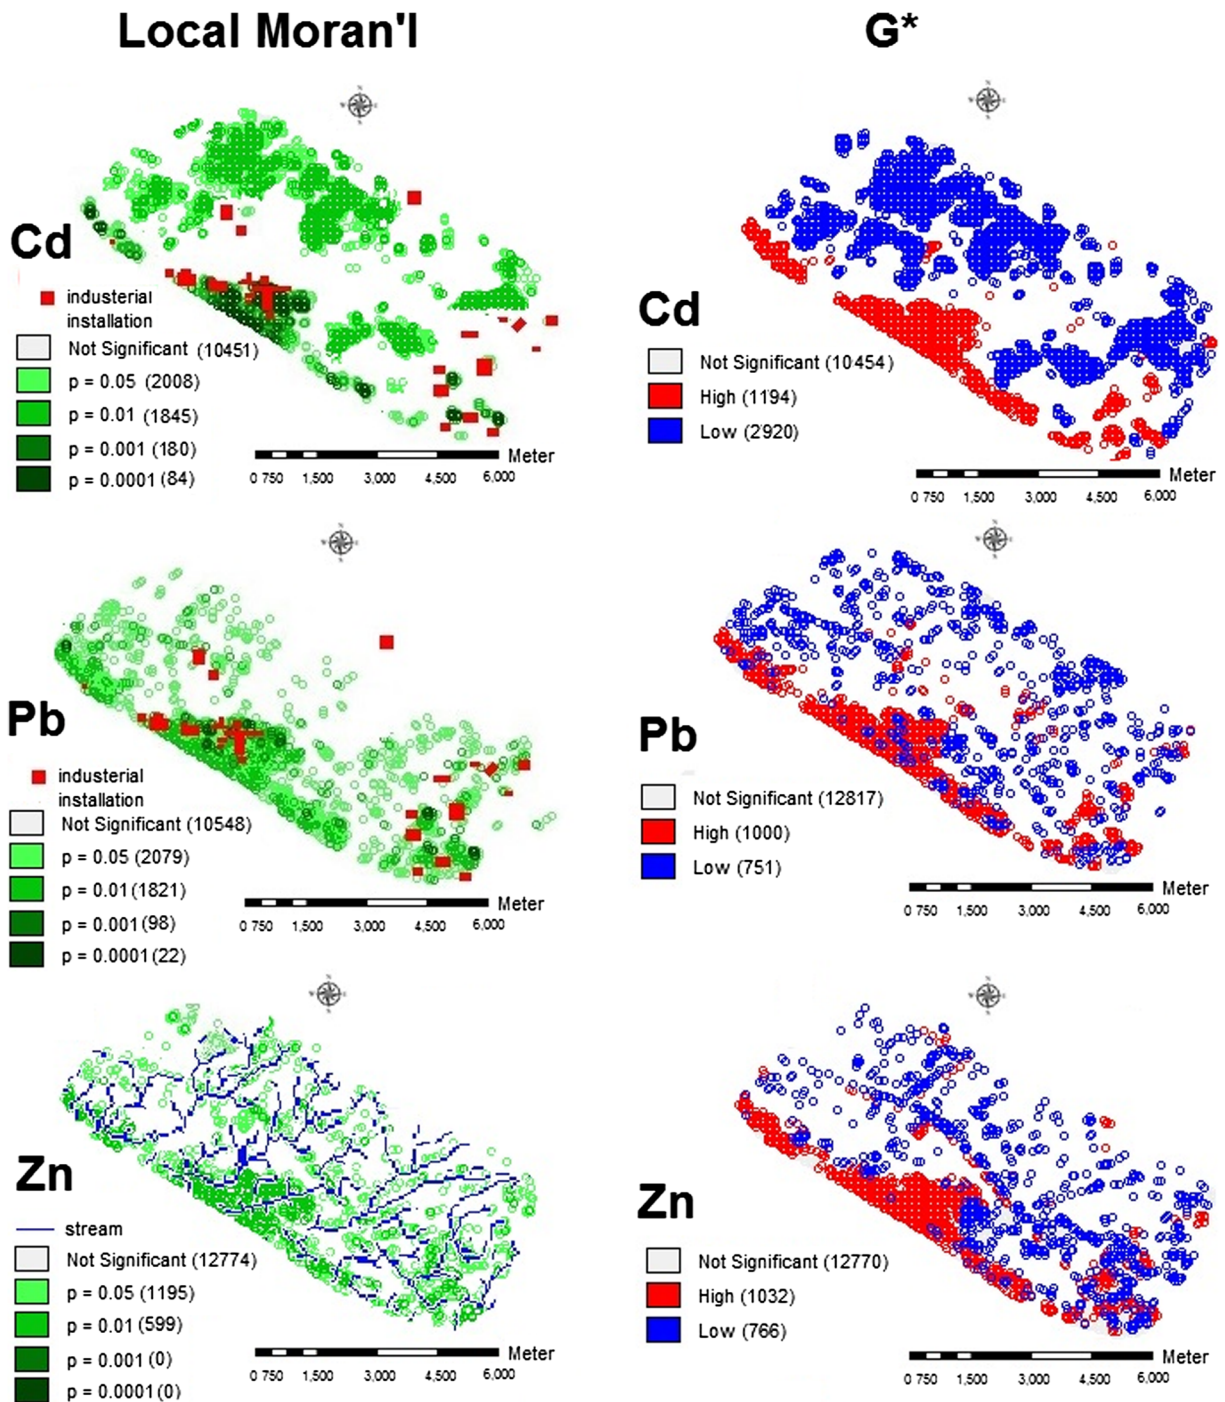 Local Moran'I
G*
Cd
industerial
installation
Not Significant (10451)
p = 0.05 (2008)
p = 0.01 (1845)
p = 0.001 (180)
p = 0.0001 (84)
Meter
0 750 1,500 3,000 4,500 6.000
Cd
Not Significant (10454)
High (1194)
Low (2920)
Meter
0 750 1,500 3,000 4,500 6.000
Pb
industerial
installation
Not Significant (10548)
p = 0.05 (2079)
p = 0.01 (1821)
p = 0.001 (98)
p = 0.0001 (22)
Meter
0 750 1,500 3,000 4,500 6.000
Pb
Not Significant (12817)
High (1000)
Low (751)
Meter
0 750 1,500 3,000 4,500 6.000
Zn
stream
Not Significant (12774)
p = 0.05 (1195)
p = 0.01 (599)
p = 0.001 (0)
p = 0.0001 (0)
Meter
0 750 1,500 3,000 4,500 6.000
Zn
Not Significant (12770)
High (1032)
Low (766)
Meter
0 750 1,500 3,000 4,500 6.000